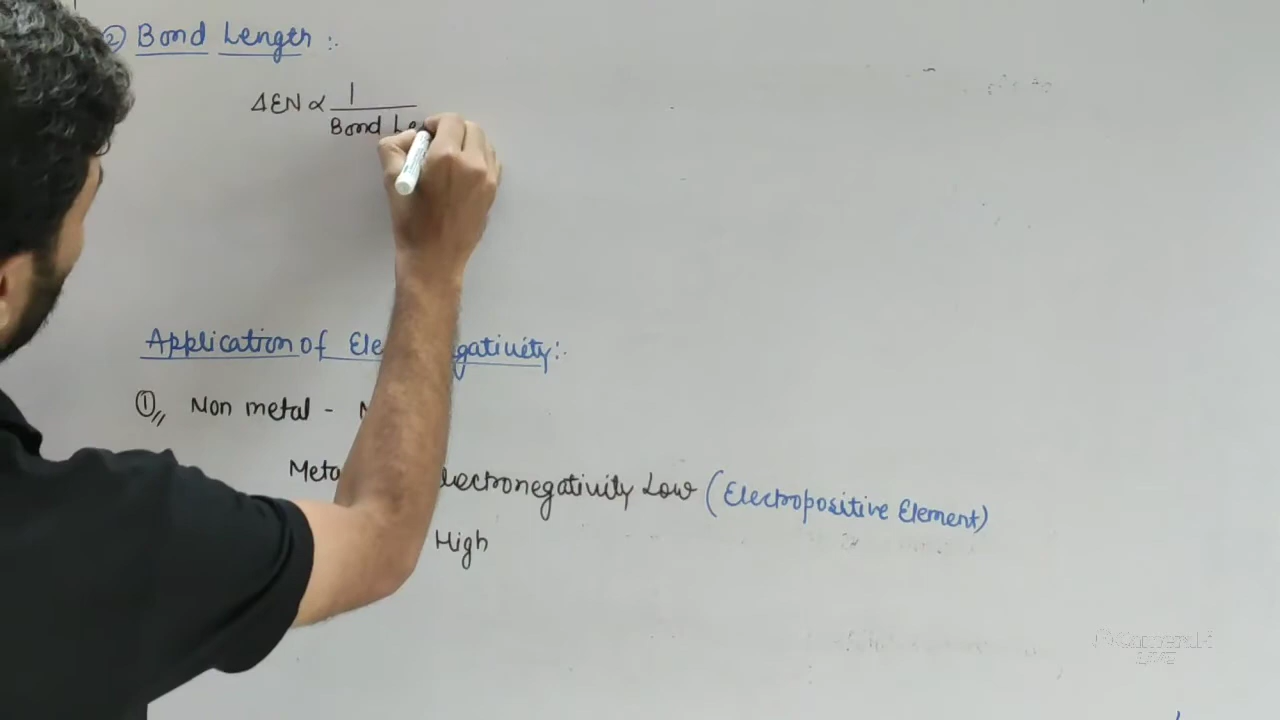 ② Bond Length :-
ΔEN ∝ 1
Bond Le
Application of Ele gativity :-
①,, Non metal -
Meta lectronegativity Low (Electropositive Element)
High